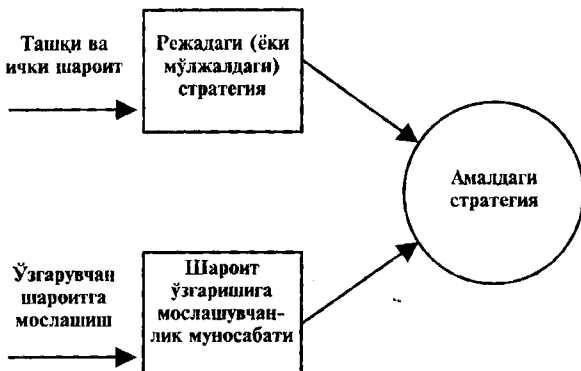 Ташқи ва
ички шароит
Режадаги (ёки
мўлжалдаги)
стратегия
Амалдаги
стратегия
Ўзгарувчан
шароитга
мослашиш
Шароит
ўзгаришига
мослашувчан-
лик муносабати